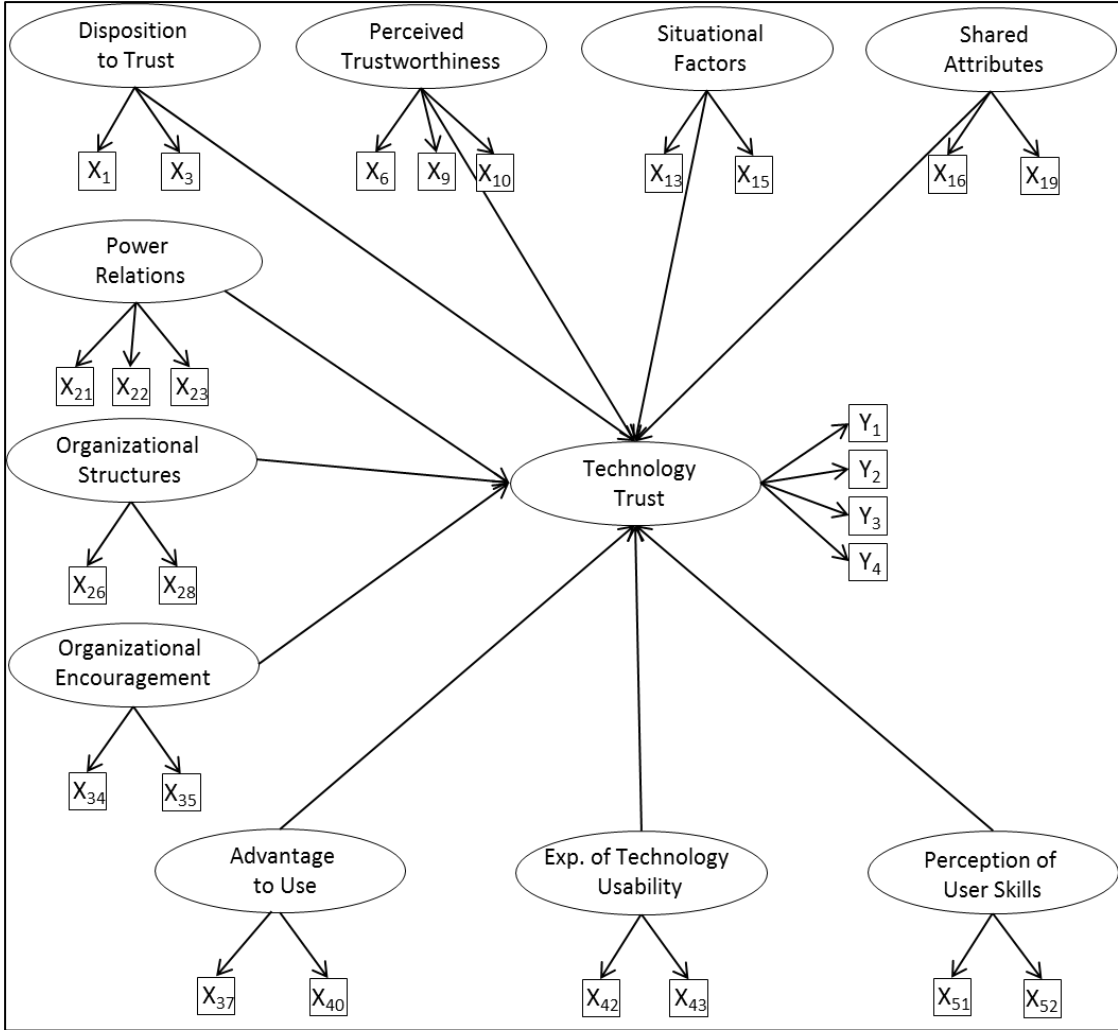 Disposition
to Trust
Perceived
Trustworthiness
Situational
Factors
Shared
Attributes
X1
X3
X6
X9
X10
X13
X15
X16
X19
Power
Relations
X21
X22
X23
Organizational
Structures
X26
X28
Technology
Trust
Y1
Y2
Y3
Y4
Organizational
Encouragement
X34
X35
Advantage
to Use
Exp. of Technology
Usability
Perception of
User Skills
X37
X40
X42
X43
X51
X52